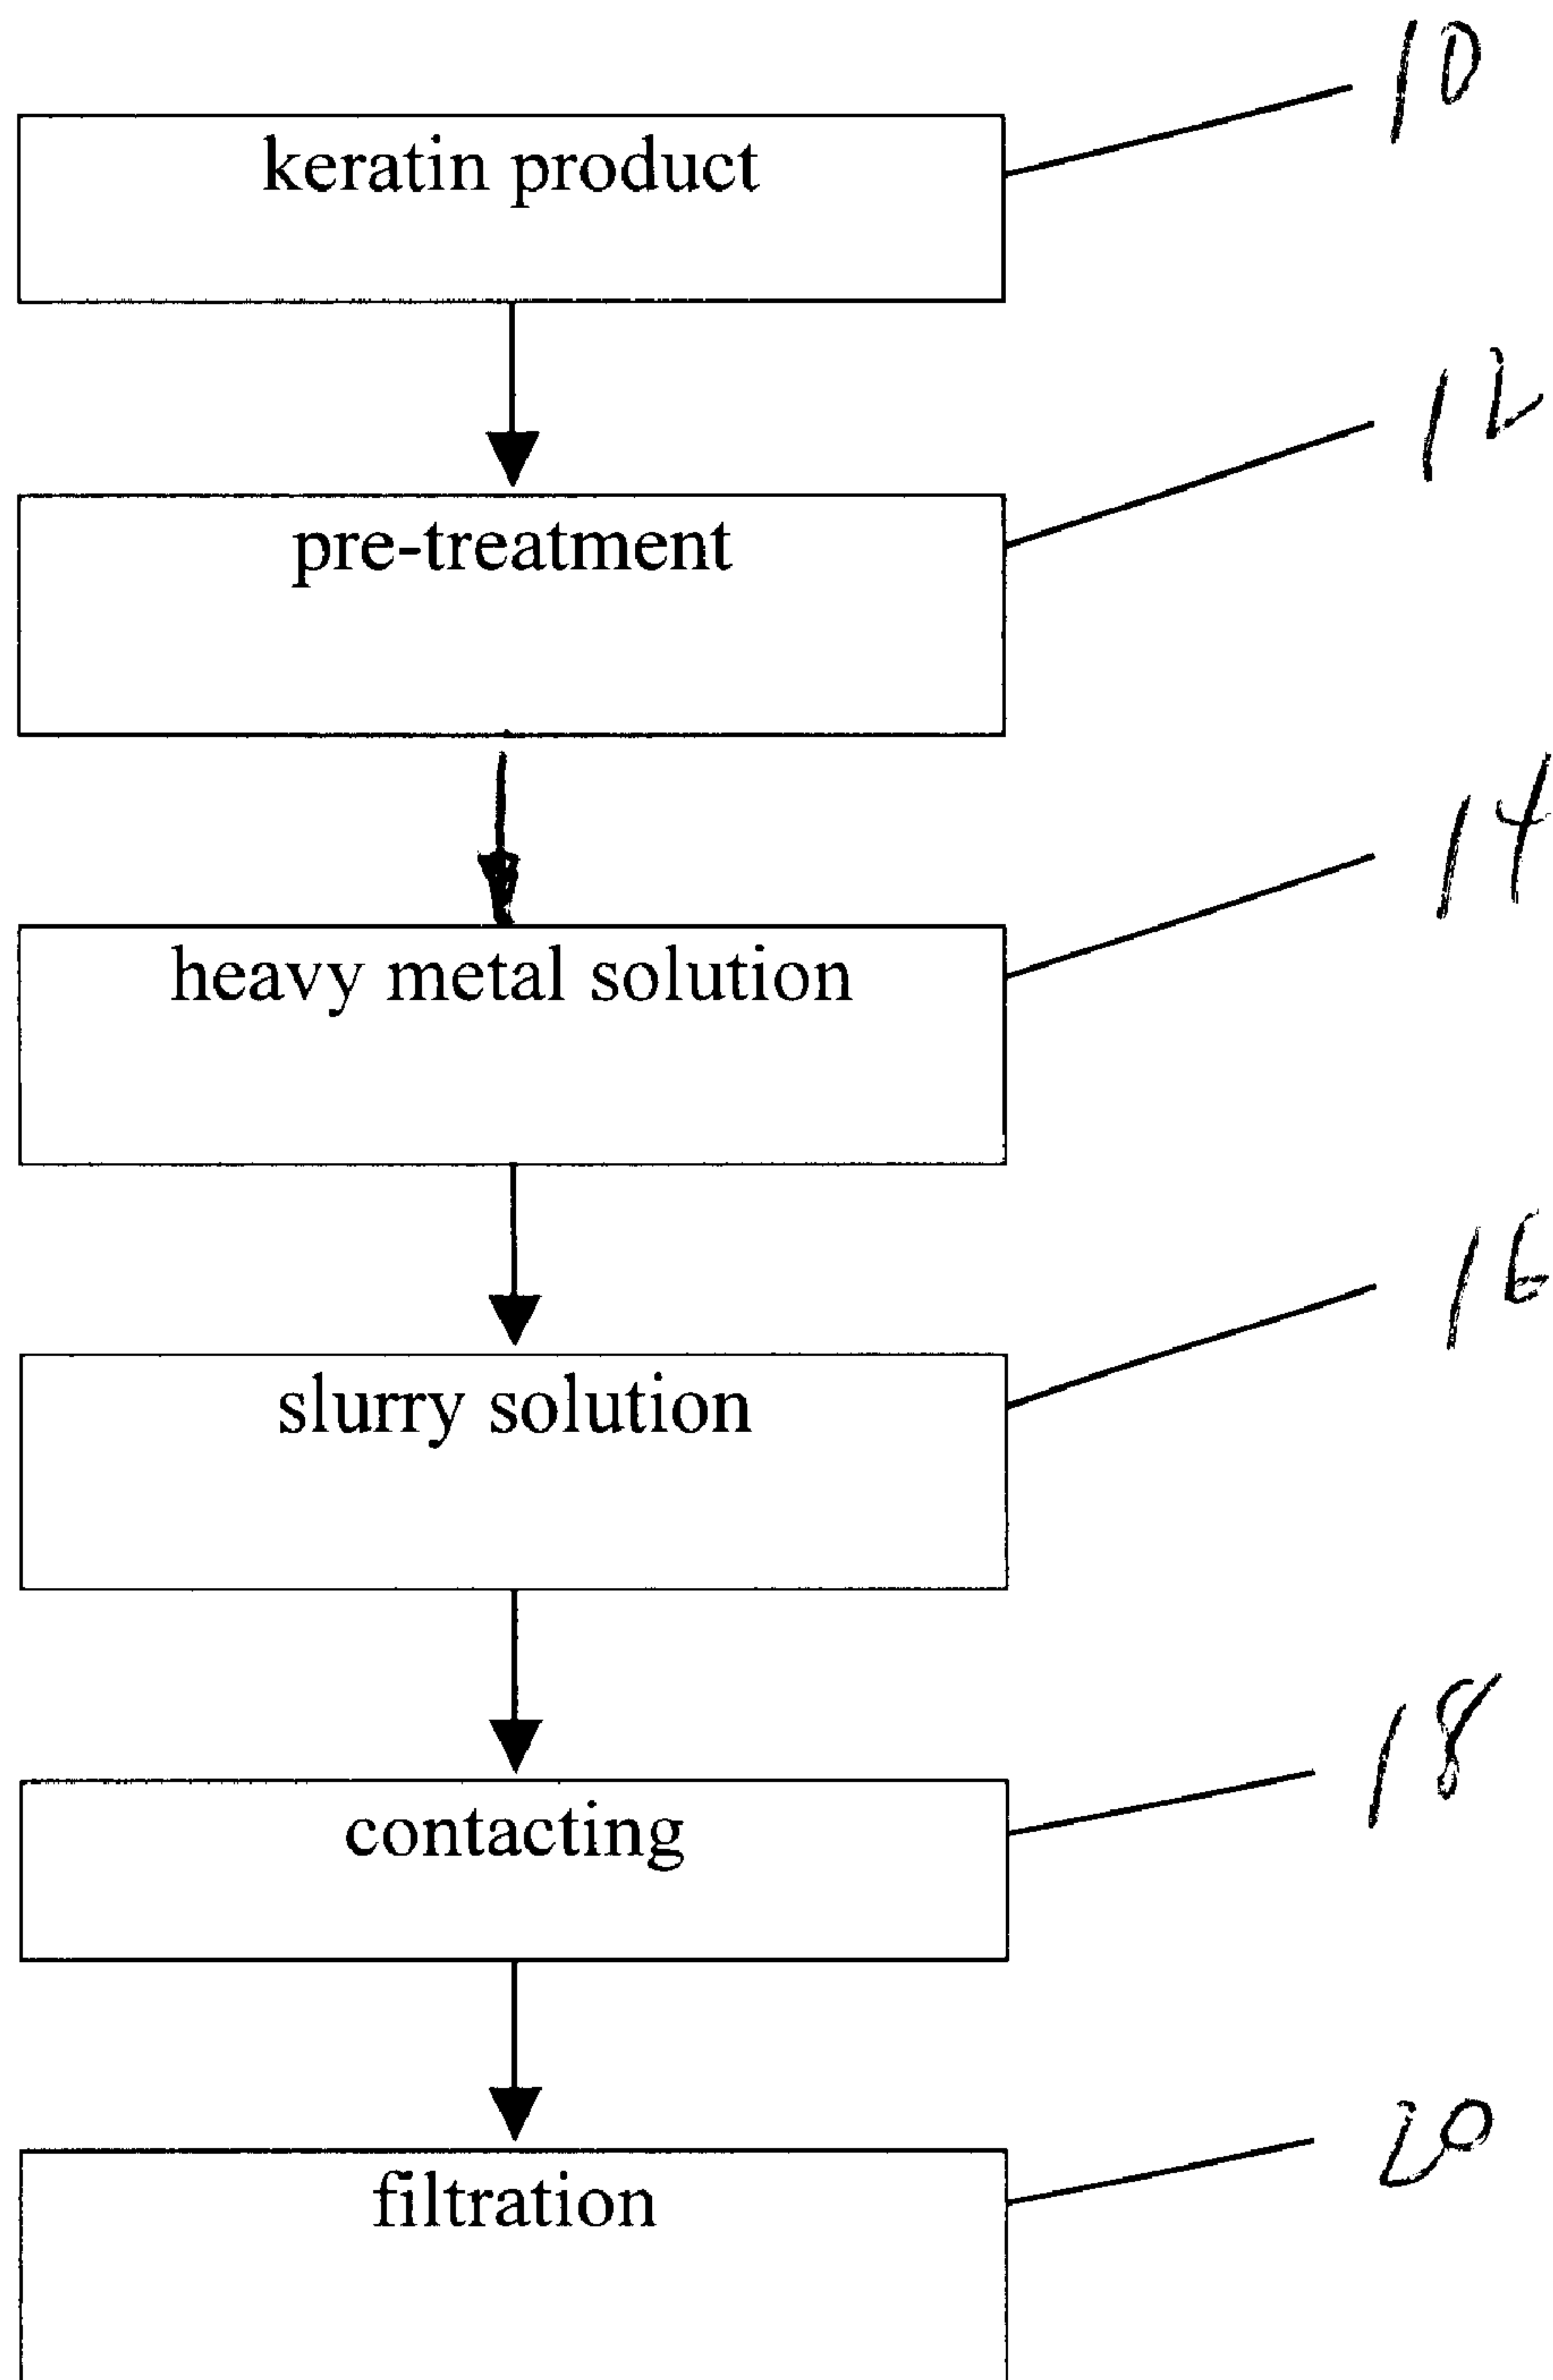 10
keratin product
12
pre-treatment
14
heavy metal solution
16
slurry solution
18
contacting
20
filtration